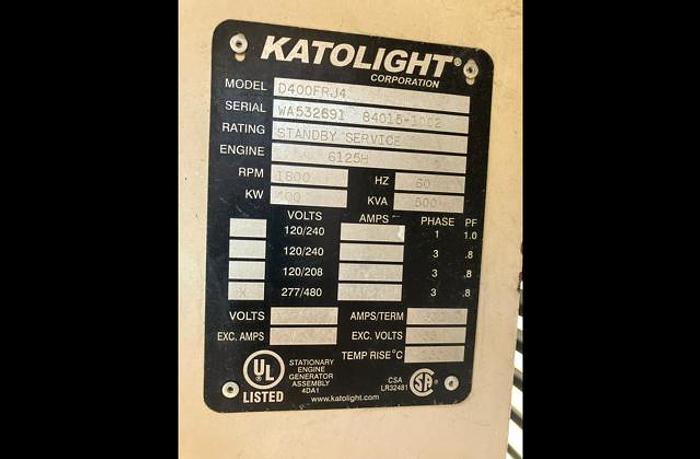 KATOLIGHT®
CORPORATION
MODEL D400FRJ4
SERIAL WA532691 84015-1002
RATING STANDBY SERVICE
ENGINE 6125H
RPM 1800 HZ 60
KW 400 KVA 500
VOLTS AMPS PHASE PF
120/240 1 1.0
120/240 3 .8
120/208 3 .8
X 277/480 3 .8
VOLTS AMPS/TERM
EXC. AMPS EXC. VOLTS
TEMP RISE °C
UL
LISTED
STATIONARY
ENGINE
GENERATOR
ASSEMBLY
4DA1
www.katolight.com
CSA
LR32481
SA